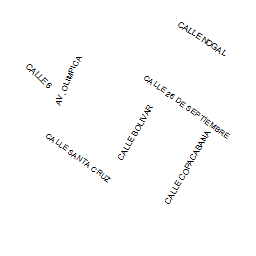 CALLE NOGAL
CALLE 6
AV. OLIMPICA
CALLE 26 DE SEPTIEMBRE
CALLE BOLIVAR
CALLE SANTA CRUZ
CALLE COPACABANA